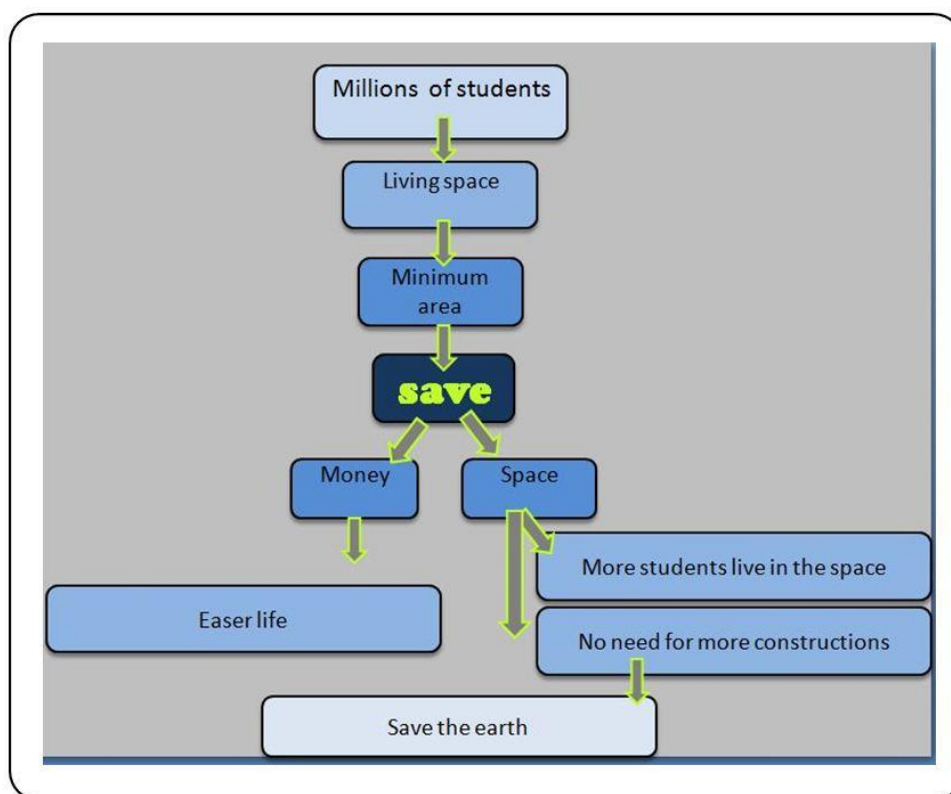 Millions of students
Living space
Minimum
area
save
Money
Space
More students live in the space
Easer life
No need for more constructions
Save the earth